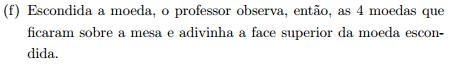 (f) Escondida a moeda, o professor observa, então, as 4 moedas que
ficaram sobre a mesa e adivinha a face superior da moeda escon-
dida.